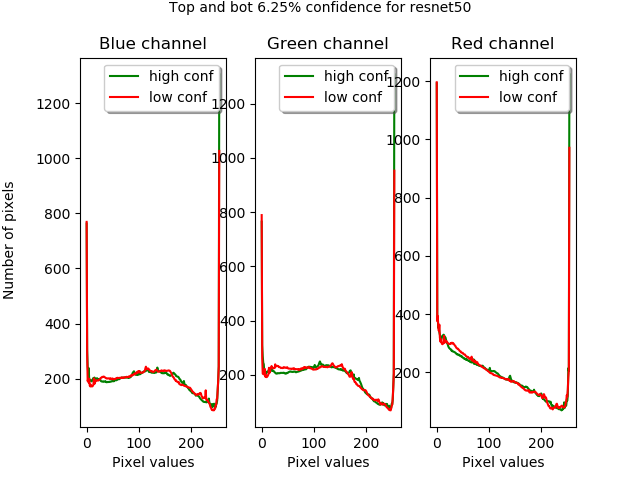 Top and bot 6.25% confidence for resnet50
Blue channel
Green channel
Red channel
high conf
low conf
high conf
low conf
high conf
low conf
Number of pixels
1200
1000
800
600
400
200
1200
1000
800
600
400
200
1200
1000
800
600
400
200
0 100 200
0 100 200
0 100 200
Pixel values
Pixel values
Pixel values